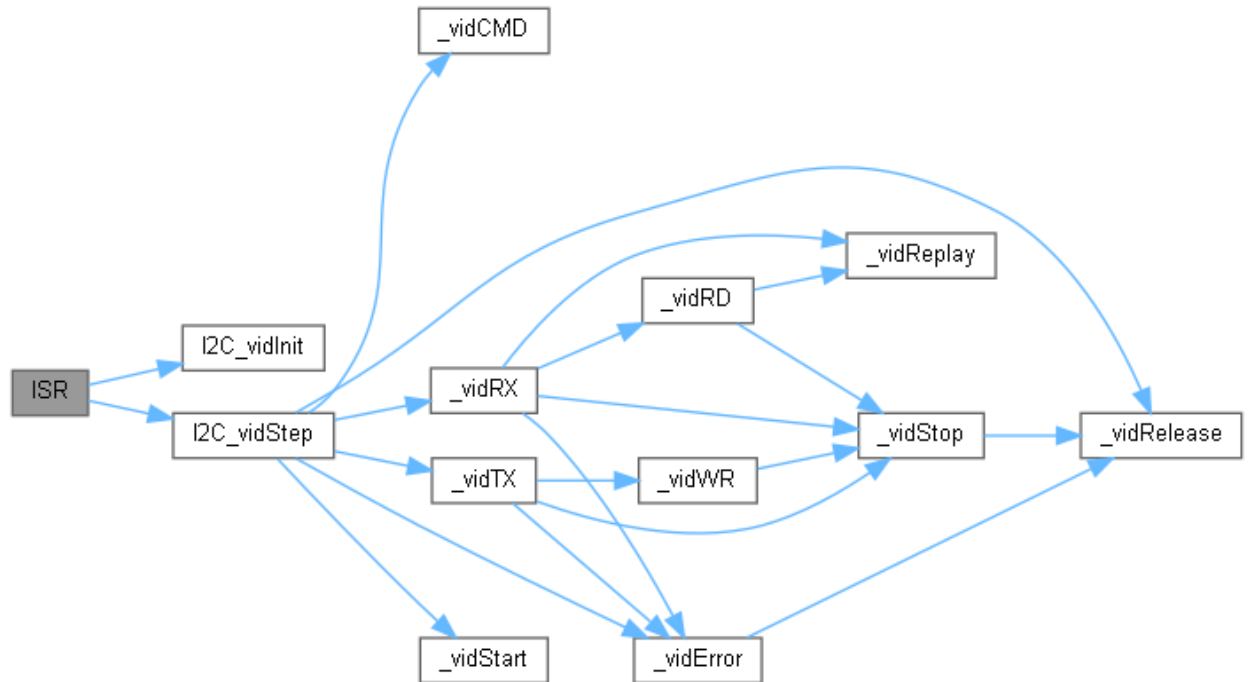 _vidCMD
_vidReplay
_vidRD
I2C_vidInit
ISR
_vidRX
I2C_vidStep
_vidStop
_vidRelease
_vidTX
_vidWR
_vidStart
_vidError